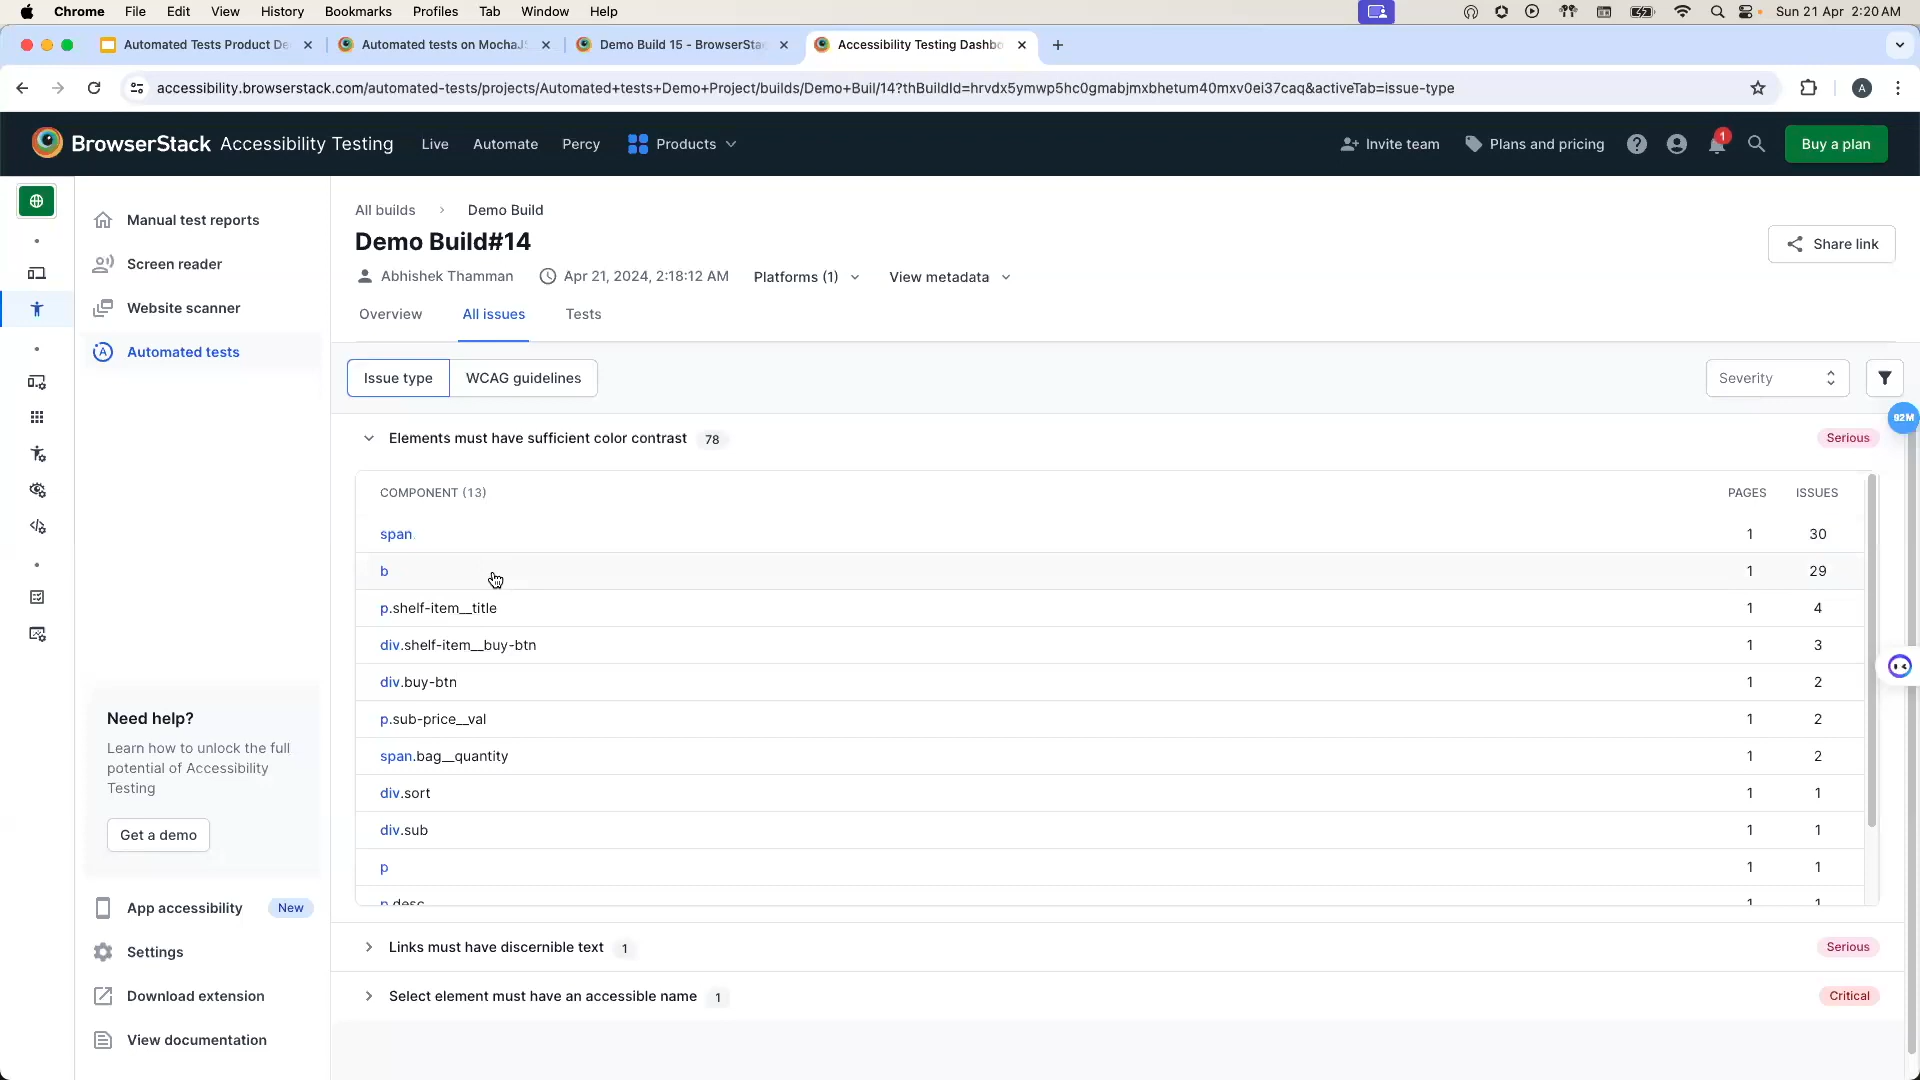 Chrome File Edit View History Bookmarks Profiles Tab Window Help Sun 21 Apr 2:20 AM
Automated Tests Product De
Automated tests on MochaJ
Demo Build 15 - BrowserSta
Accessibility Testing Dashbo
accessibility.browserstack.com/automated-tests/projects/Automated+tests+Demo+Project/builds/Demo+Buil/14?thBuildId=hrvdx5ymwp5hc0gmabjmxbhetum40mxv0ei37caq&activeTab=issue-type
A
BrowserStack Accessibility Testing Live Automate Percy Products Invite team Plans and pricing 1 Buy a plan
Manual test reports
Screen reader
Website scanner
Automated tests
Need help?
Learn how to unlock the full
potential of Accessibility
Testing
Get a demo
App accessibility New
Settings
Download extension
View documentation
All builds Demo Build
Demo Build#14
Share link
Abhishek Thamman Apr 21, 2024, 2:18:12 AM Platforms (1) View metadata
Overview All issues Tests
Issue type WCAG guidelines Severity
92M
Elements must have sufficient color contrast 78 Serious
COMPONENT (13) PAGES ISSUES
span 1 30
b 1 29
p.shelf-item__title 1 4
div.shelf-item__buy-btn 1 3
div.buy-btn 1 2
p.sub-price__val 1 2
span.bag__quantity 1 2
div.sort 1 1
div.sub 1 1
p 1 1
p.desc 1 1
Links must have discernible text 1 Serious
Select element must have an accessible name 1 Critical